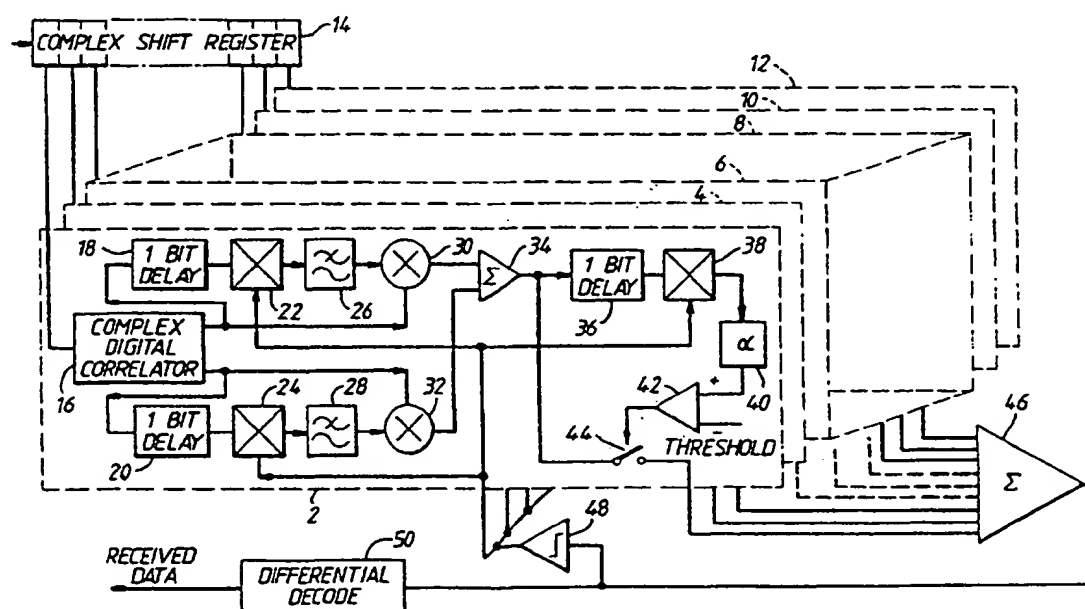 COMPLEX SHIFT REGISTER
14
12
10
8
6
4
18
1 BIT
DELAY
22
26
30
34
Σ
1 BIT
DELAY
36
38
COMPLEX
DIGITAL
CORRELATOR
16
24
28
32
1 BIT
DELAY
20
α
40
42
+
−
THRESHOLD
44
46
Σ
2
48
50
RECEIVED
DATA
DIFFERENTIAL
DECODE